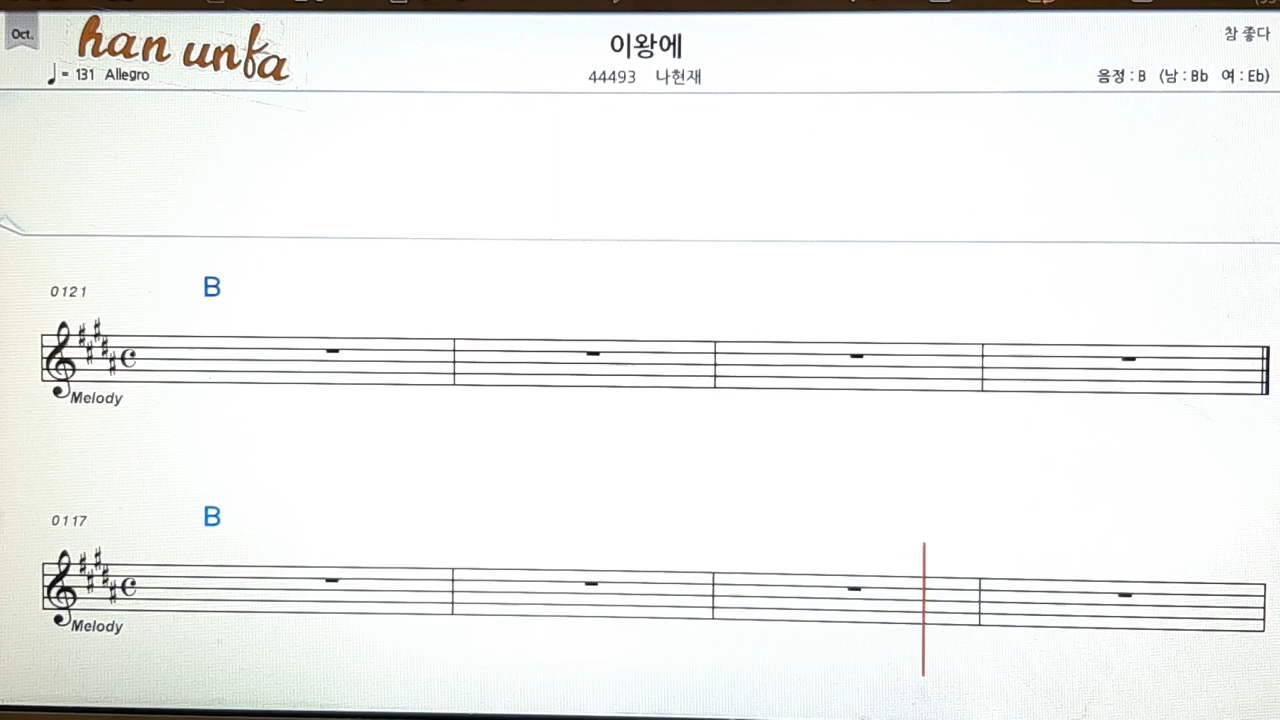 Oct.
han unfa
= 131 Allegro
이왕에
44493 나현재
참 좋다
음정 : B (남 : Bb 여 : Eb)
0121
B
Melody
0117
B
Melody